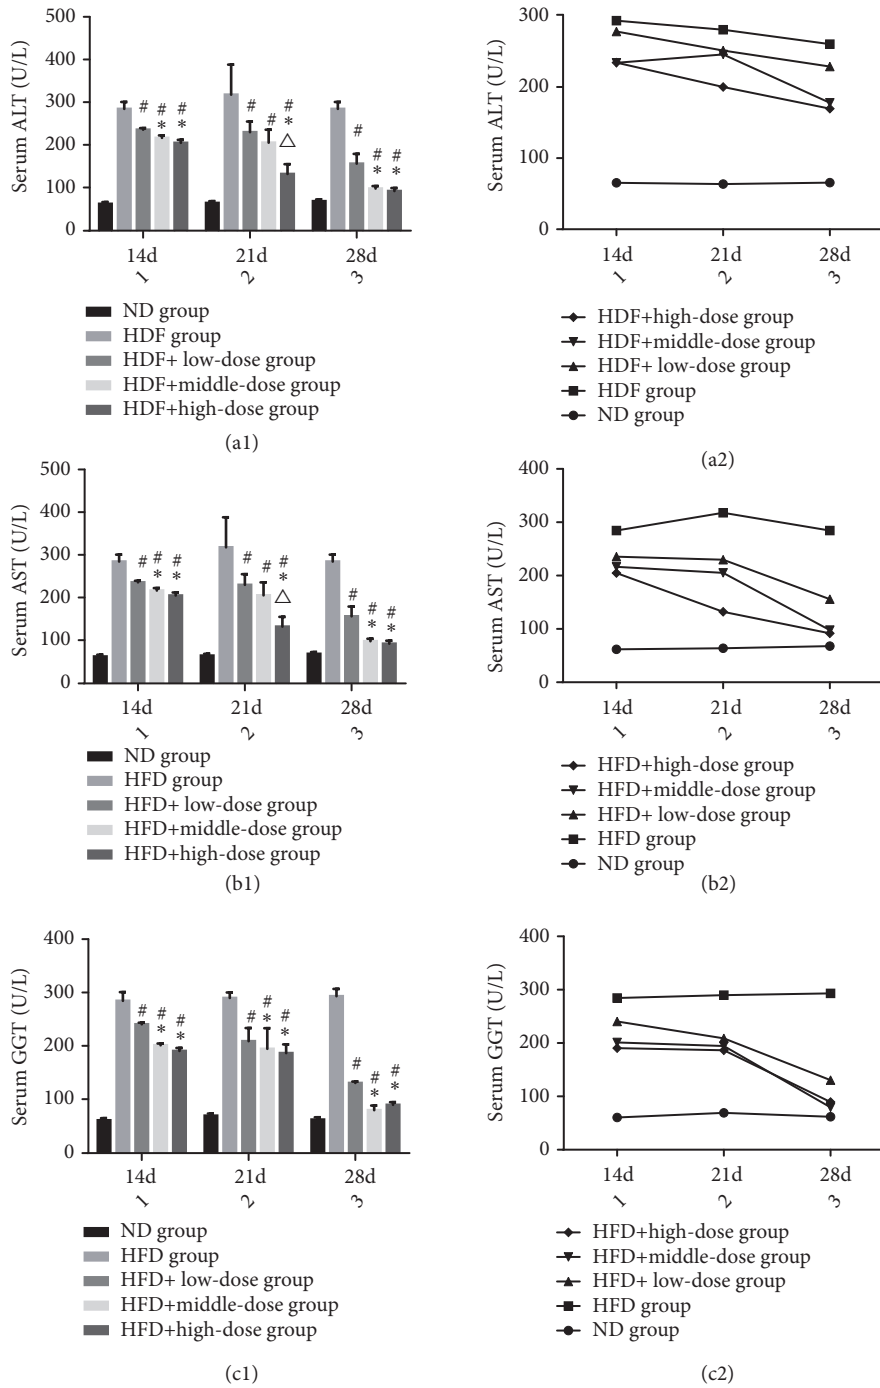 500
400
300
200
100
0
Serum ALT (U/L)
#
#
*
#
*
#
#
#
*
△
#
#
*
#
*
14d
21d
28d
1
2
3
ND group
HDF group
HDF+ low-dose group
HDF+middle-dose group
HDF+high-dose group
(a1)
300
200
100
0
Serum ALT (U/L)
14d
21d
28d
1
2
3
HDF+high-dose group
HDF+middle-dose group
HDF+ low-dose group
HDF group
ND group
(a2)
500
400
300
200
100
0
Serum AST (U/L)
#
#
*
#
*
#
#
#
*
△
#
#
*
#
*
14d
21d
28d
1
2
3
ND group
HFD group
HFD+ low-dose group
HFD+middle-dose group
HFD+high-dose group
(b1)
400
300
200
100
0
Serum AST (U/L)
14d
21d
28d
1
2
3
HFD+high-dose group
HFD+middle-dose group
HFD+ low-dose group
HFD group
ND group
(b2)
400
300
200
100
0
Serum GGT (U/L)
#
#
*
#
*
#
#
*
#
*
#
#
*
#
*
14d
21d
28d
1
2
3
ND group
HFD group
HFD+ low-dose group
HFD+middle-dose group
HFD+high-dose group
(c1)
400
300
200
100
0
Serum GGT (U/L)
14d
21d
28d
1
2
3
HFD+high-dose group
HFD+middle-dose group
HFD+ low-dose group
HFD group
ND group
(c2)